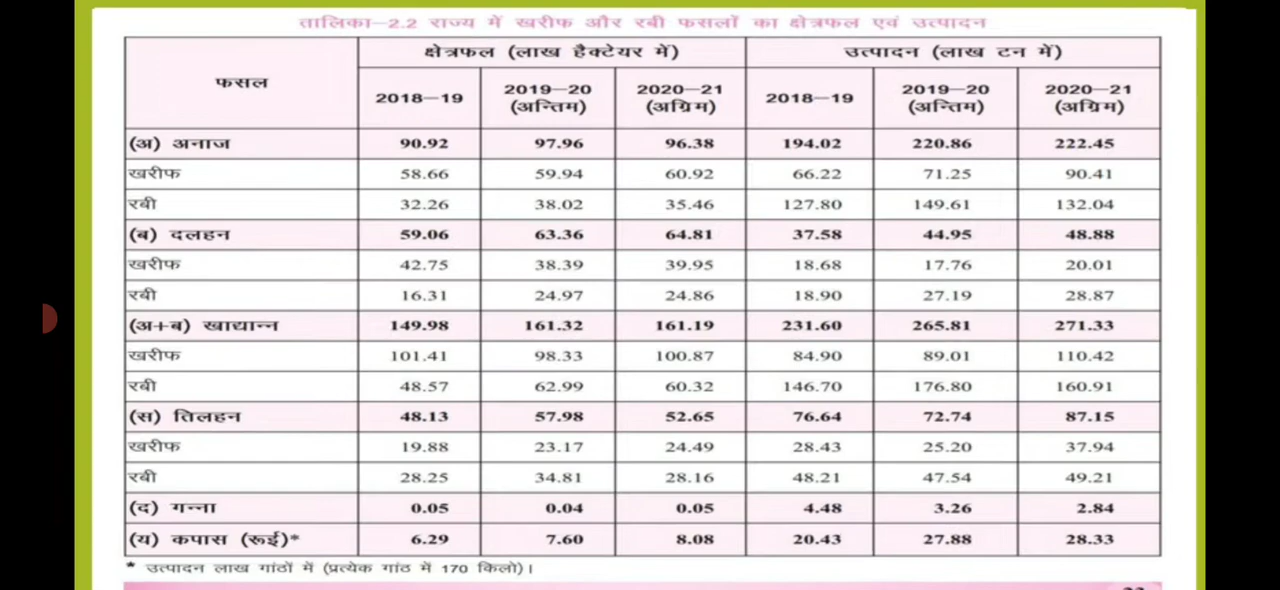 तालिका–2.2 राज्य में खरीफ और रबी फसलों का क्षेत्रफल एवं उत्पादन
फसल क्षेत्रफल (लाख हैक्टेयर में) उत्पादन (लाख टन में)
2018–19 2019–20 (अन्तिम) 2020–21 (अग्रिम) 2018–19 2019–20 (अन्तिम) 2020–21 (अग्रिम)
(अ) अनाज 90.92 97.96 96.38 194.02 220.86 222.45
खरीफ 58.66 59.94 60.92 66.22 71.25 90.41
रबी 32.26 38.02 35.46 127.80 149.61 132.04
(ब) दलहन 59.06 63.36 64.81 37.58 44.95 48.88
खरीफ 42.75 38.39 39.95 18.68 17.76 20.01
रबी 16.31 24.97 24.86 18.90 27.19 28.87
(अ+ब) खाद्यान्न 149.98 161.32 161.19 231.60 265.81 271.33
खरीफ 101.41 98.33 100.87 84.90 89.01 110.42
रबी 48.57 62.99 60.32 146.70 176.80 160.91
(स) तिलहन 48.13 57.98 52.65 76.64 72.74 87.15
खरीफ 19.88 23.17 24.49 28.43 25.20 37.94
रबी 28.25 34.81 28.16 48.21 47.54 49.21
(द) गन्ना 0.05 0.04 0.05 4.48 3.26 2.84
(य) कपास (रूई)* 6.29 7.60 8.08 20.43 27.88 28.33
* उत्पादन लाख गांठों में (प्रत्येक गांठ में 170 किलो)।